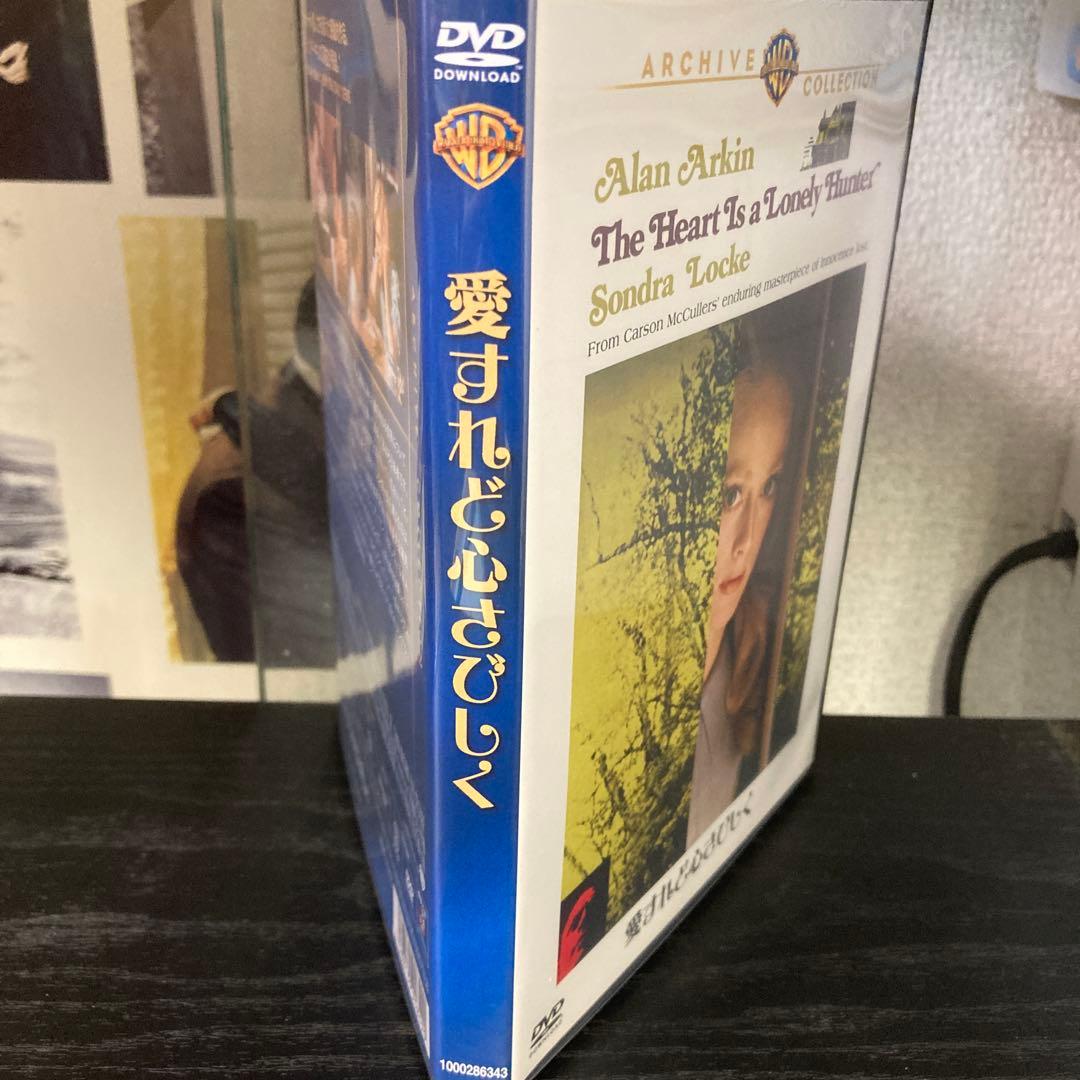 DVD
DOWNLOAD
愛すれど心さびしく
1000286343
ARCHIVE
WB
COLLECTION
Alan Arkin
The Heart Is a Lonely Hunter
Sondra Locke
From Carson McCullers' enduring masterpiece of innocence lost.
愛すれど心さびしく
DVD
DOWNLOAD